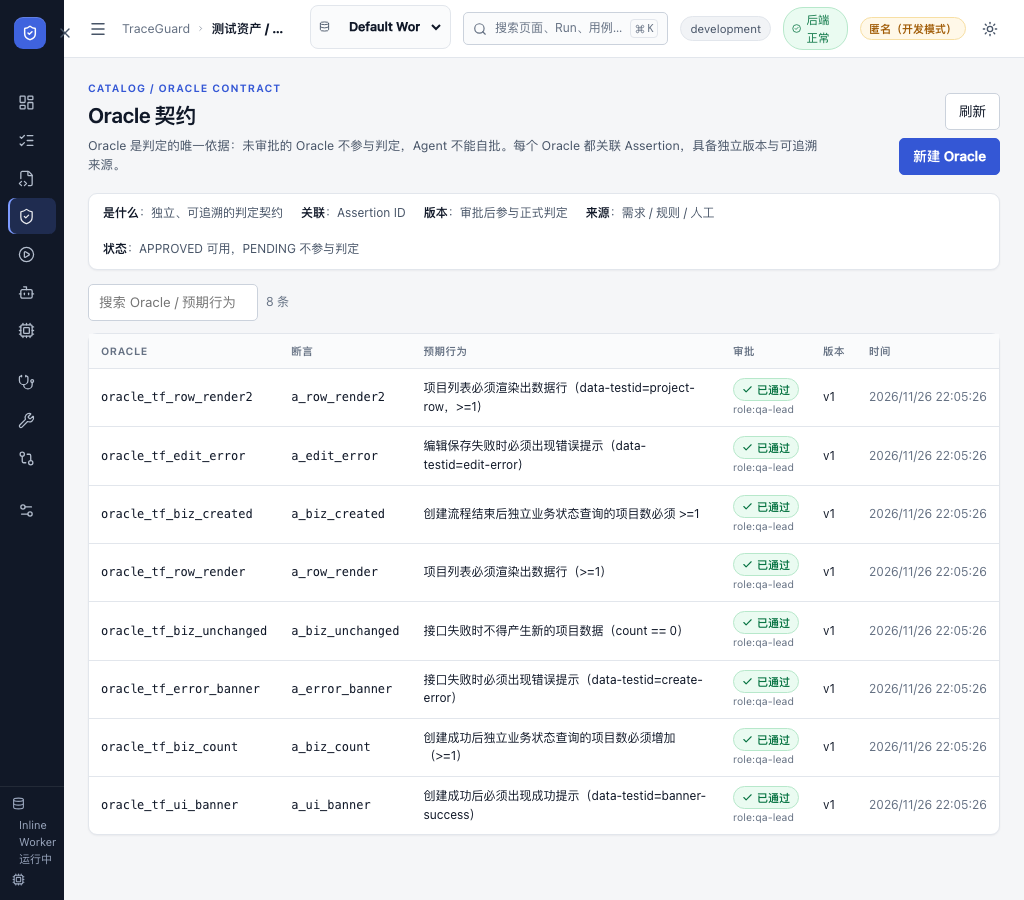 TraceGuard › 测试资产 / ...
Default Wor
搜索页面、Run、用例... ⌘ K
development
后端
正常
匿名（开发模式）
CATALOG / ORACLE CONTRACT
Oracle 契约
Oracle 是判定的唯一依据：未审批的 Oracle 不参与判定，Agent 不能自批。每个 Oracle 都关联 Assertion，具备独立版本与可追溯
来源。
刷新
新建 Oracle
是什么：独立、可追溯的判定契约 关联：Assertion ID 版本：审批后参与正式判定 来源：需求 / 规则 / 人工
状态：APPROVED 可用，PENDING 不参与判定
搜索 Oracle / 预期行为 8 条
ORACLE 断言 预期行为 审批 版本 时间
oracle_tf_row_render2 a_row_render2 项目列表必须渲染出数据行（data-testid=project-
row，>=1） 已通过 role:qa-lead v1 2026/11/26 22:05:26
oracle_tf_edit_error a_edit_error 编辑保存失败时必须出现错误提示（data-
testid=edit-error） 已通过 role:qa-lead v1 2026/11/26 22:05:26
oracle_tf_biz_created a_biz_created 创建流程结束后独立业务状态查询的项目数必须 >=1 已通过 role:qa-lead v1 2026/11/26 22:05:26
oracle_tf_row_render a_row_render 项目列表必须渲染出数据行（>=1） 已通过 role:qa-lead v1 2026/11/26 22:05:26
oracle_tf_biz_unchanged a_biz_unchanged 接口失败时不得产生新的项目数据（count == 0） 已通过 role:qa-lead v1 2026/11/26 22:05:26
oracle_tf_error_banner a_error_banner 接口失败时必须出现错误提示（data-testid=create-
error） 已通过 role:qa-lead v1 2026/11/26 22:05:26
oracle_tf_biz_count a_biz_count 创建成功后独立业务状态查询的项目数必须增加
（>=1） 已通过 role:qa-lead v1 2026/11/26 22:05:26
oracle_tf_ui_banner a_ui_banner 创建成功后必须出现成功提示（data-testid=banner-
success） 已通过 role:qa-lead v1 2026/11/26 22:05:26
Inline
Worker
运行中